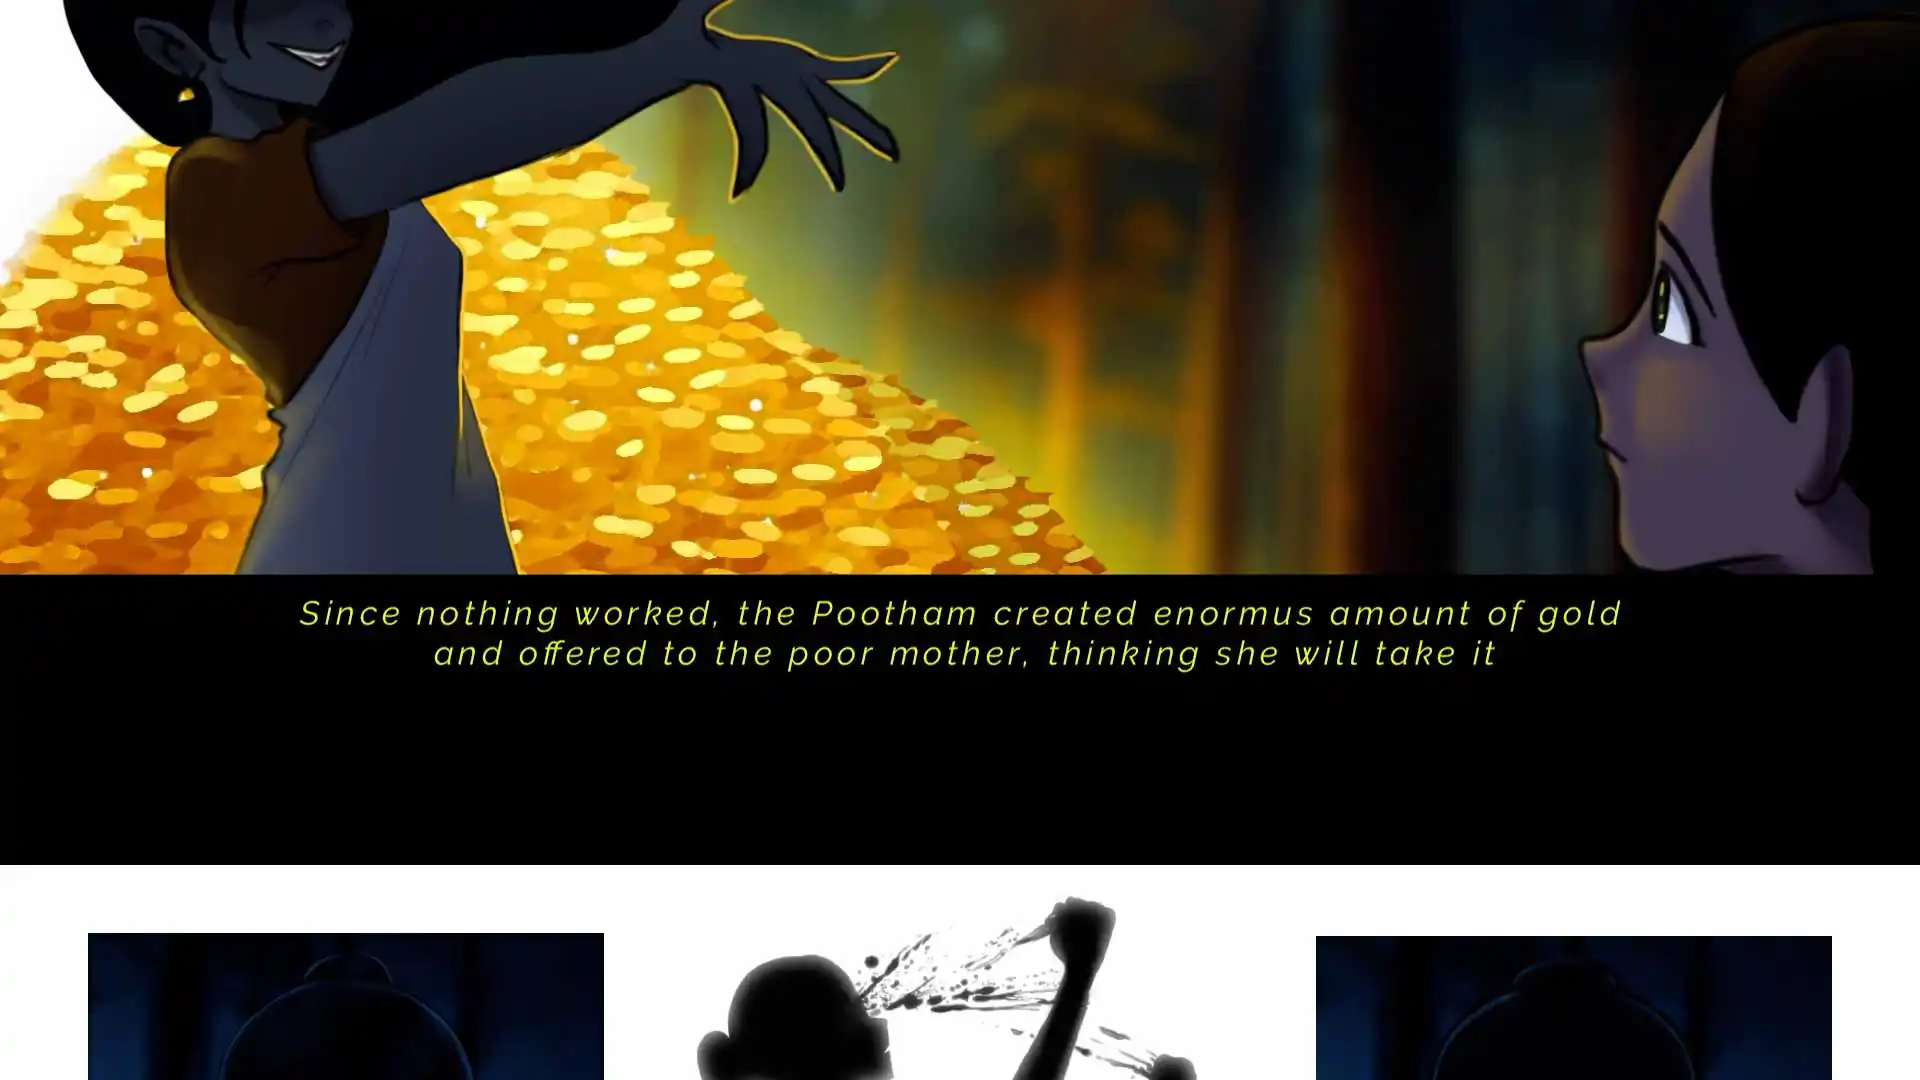 Since nothing worked, the Pootham created enormus amount of gold
and offered to the poor mother, thinking she will take it